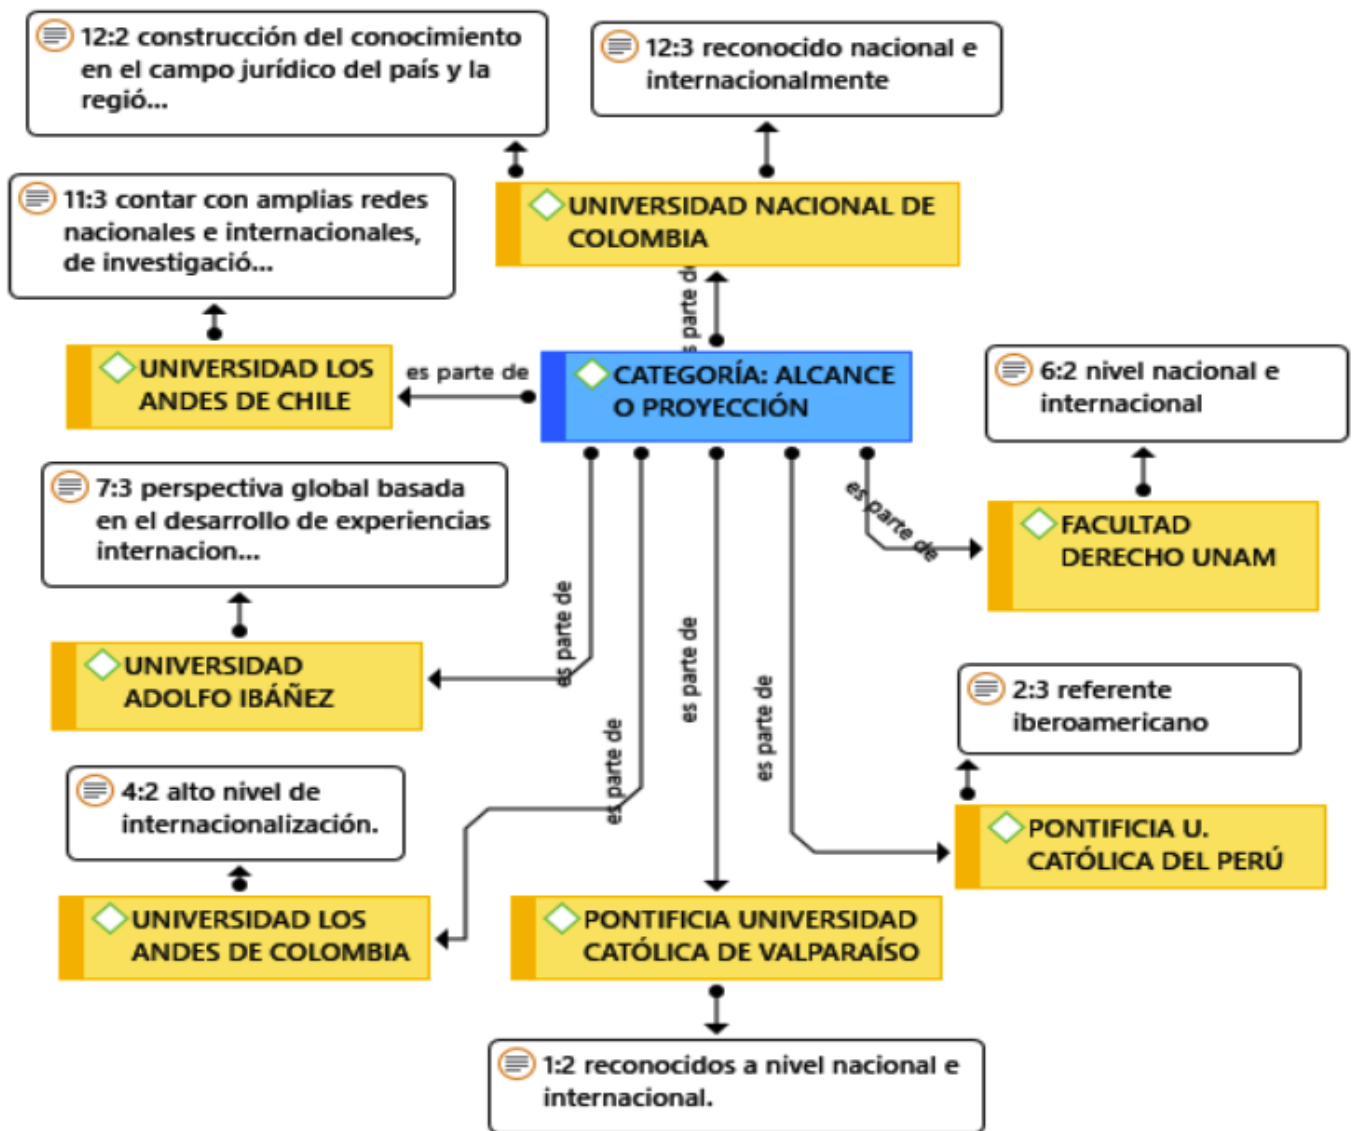 12:2 construcción del conocimiento
en el campo jurídico del país y la
regió...
12:3 reconocido nacional e
internacionalmente
11:3 contar con amplias redes
nacionales e internacionales,
de investigació...
UNIVERSIDAD NACIONAL DE
COLOMBIA
es parte de
UNIVERSIDAD LOS
ANDES DE CHILE
es parte de
CATEGORÍA: ALCANCE
O PROYECCIÓN
6:2 nivel nacional e
internacional
7:3 perspectiva global basada
en el desarrollo de experiencias
internacion...
es parte de
FACULTAD
DERECHO UNAM
es parte de
es parte de
es parte de
es parte de
UNIVERSIDAD
ADOLFO IBÁÑEZ
2:3 referente
iberoamericano
4:2 alto nivel de
internacionalización.
PONTIFICIA U.
CATÓLICA DEL PERÚ
UNIVERSIDAD LOS
ANDES DE COLOMBIA
PONTIFICIA UNIVERSIDAD
CATÓLICA DE VALPARAÍSO
1:2 reconocidos a nivel nacional e
internacional.